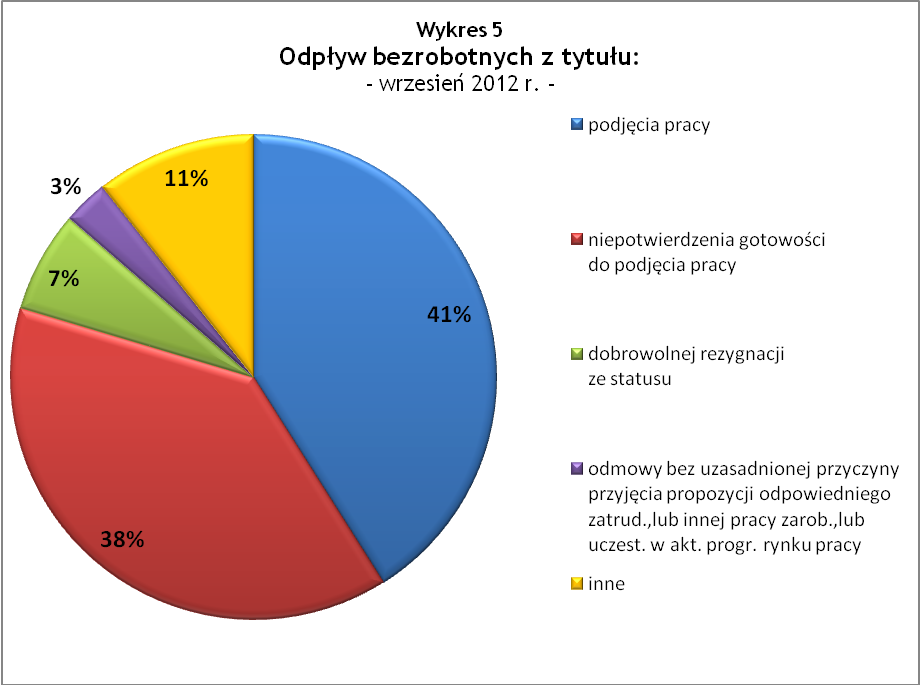 Wykres 5
Odpływ bezrobotnych z tytułu:
- wrzesień 2012 r. -
podjęcia pracy
niepotwierdzenia gotowości
do podjęcia pracy
dobrowolnej rezygnacji
ze statusu
odmowy bez uzasadnionej przyczyny
przyjęcia propozycji odpowiedniego
zatrud.,lub innej pracy zarob.,lub
uczest. w akt. progr. rynku pracy
inne
41%
38%
7%
3%
11%